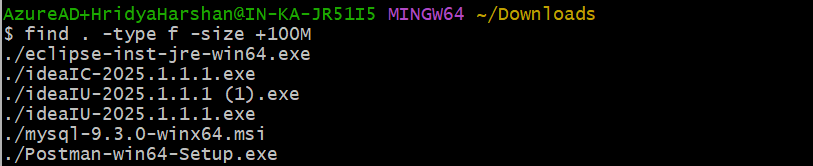 AzureAD+HridyaHarshan@IN-KA-JR51I5 MINGW64 ~/Downloads
$ find . -type f -size +100M
./eclipse-inst-jre-win64.exe
./ideaIC-2025.1.1.1.exe
./ideaIU-2025.1.1.1 (1).exe
./ideaIU-2025.1.1.1.exe
./mysql-9.3.0-winx64.msi
./Postman-win64-Setup.exe